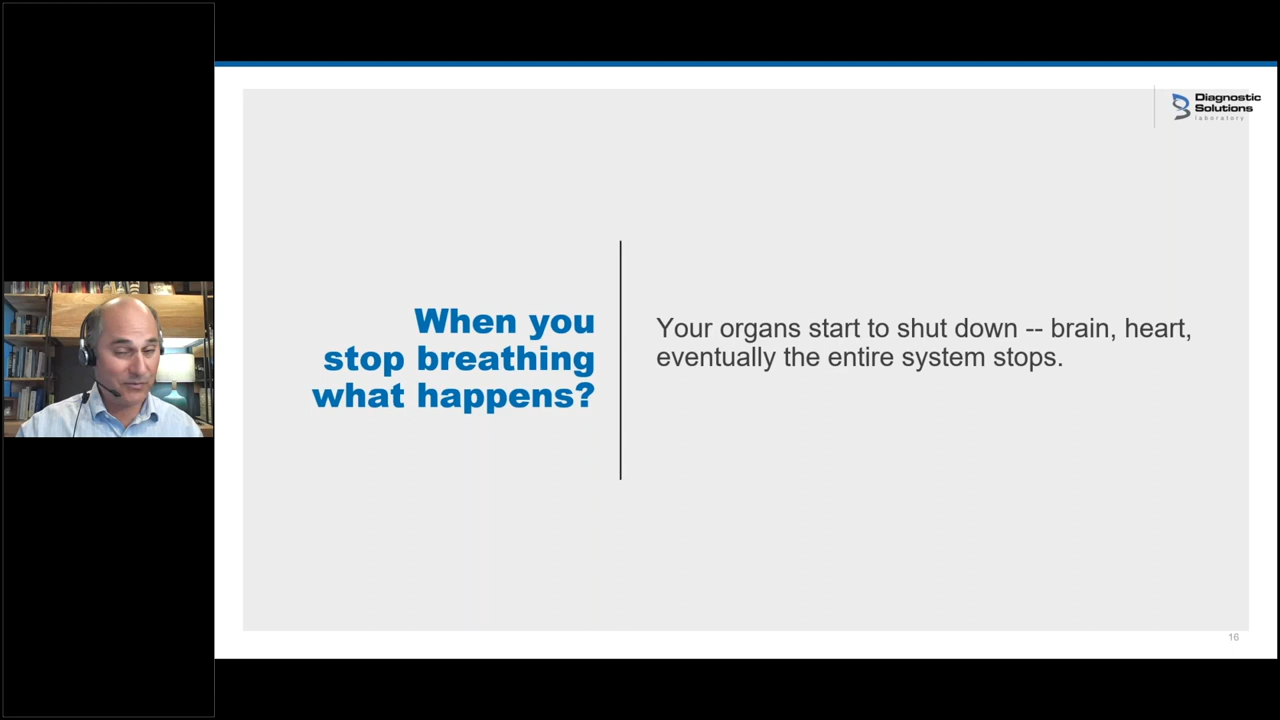 Diagnostic
Solutions
laboratory
When you
stop breathing
what happens?
Your organs start to shut down -- brain, heart,
eventually the entire system stops.
16